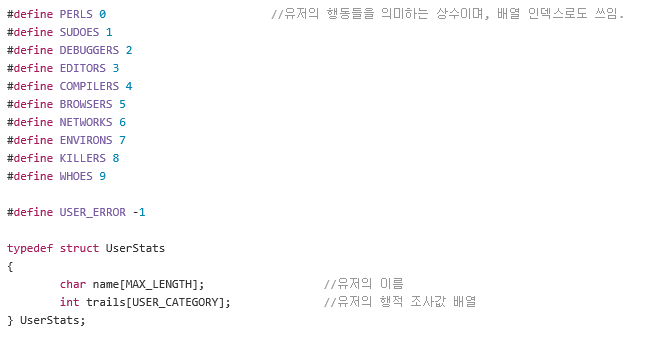 #define PERLS 0 //유저의 행동들을 의미하는 상수이며, 배열 인덱스로도 쓰임.
#define SUDOES 1
#define DEBUGGERS 2
#define EDITORS 3
#define COMPILERS 4
#define BROWSERS 5
#define NETWORKS 6
#define ENVIRONS 7
#define KILLERS 8
#define WHOES 9
#define USER_ERROR -1
typedef struct UserStats
{
char name[MAX_LENGTH]; //유저의 이름
int trails[USER_CATEGORY]; //유저의 행적 조사값 배열
} UserStats;